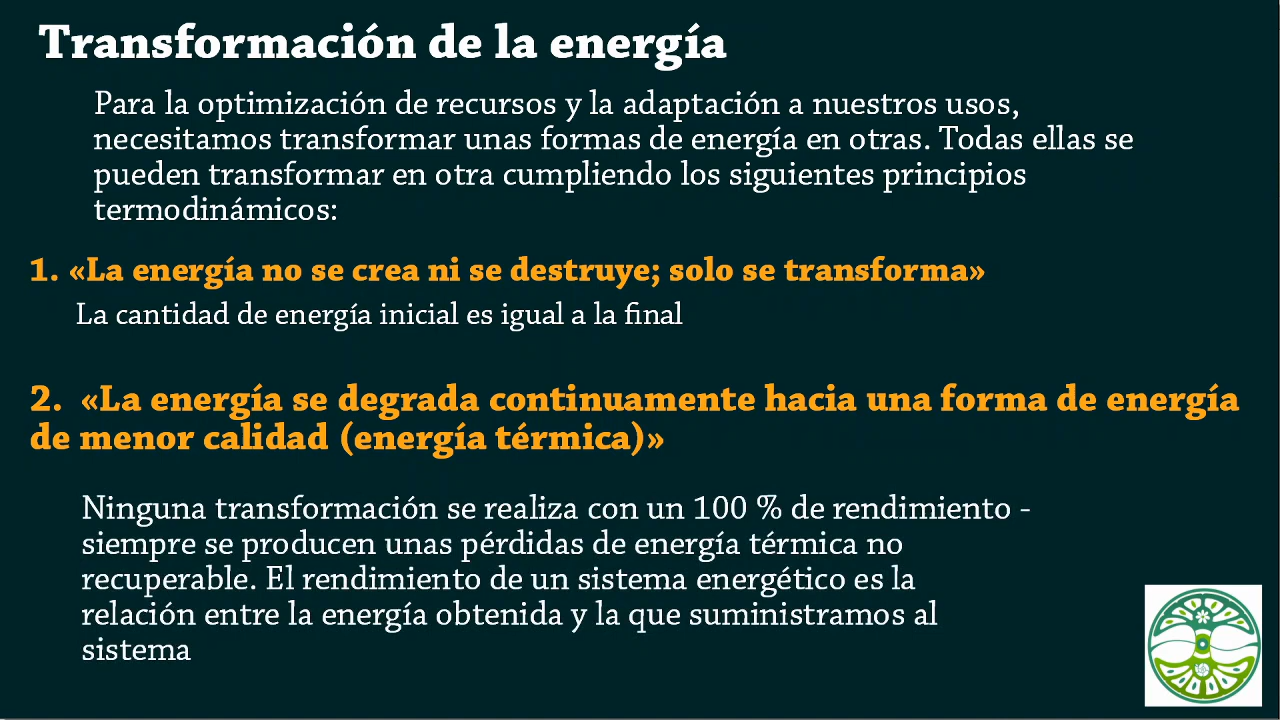 Transformación de la energía
Para la optimización de recursos y la adaptación a nuestros usos,
necesitamos transformar unas formas de energía en otras. Todas ellas se
pueden transformar en otra cumpliendo los siguientes principios
termodinámicos:
1. «La energía no se crea ni se destruye; solo se transforma»
La cantidad de energía inicial es igual a la final
2. «La energía se degrada continuamente hacia una forma de energía
de menor calidad (energía térmica)»
Ninguna transformación se realiza con un 100 % de rendimiento -
siempre se producen unas pérdidas de energía térmica no
recuperable. El rendimiento de un sistema energético es la
relación entre la energía obtenida y la que suministramos al
sistema